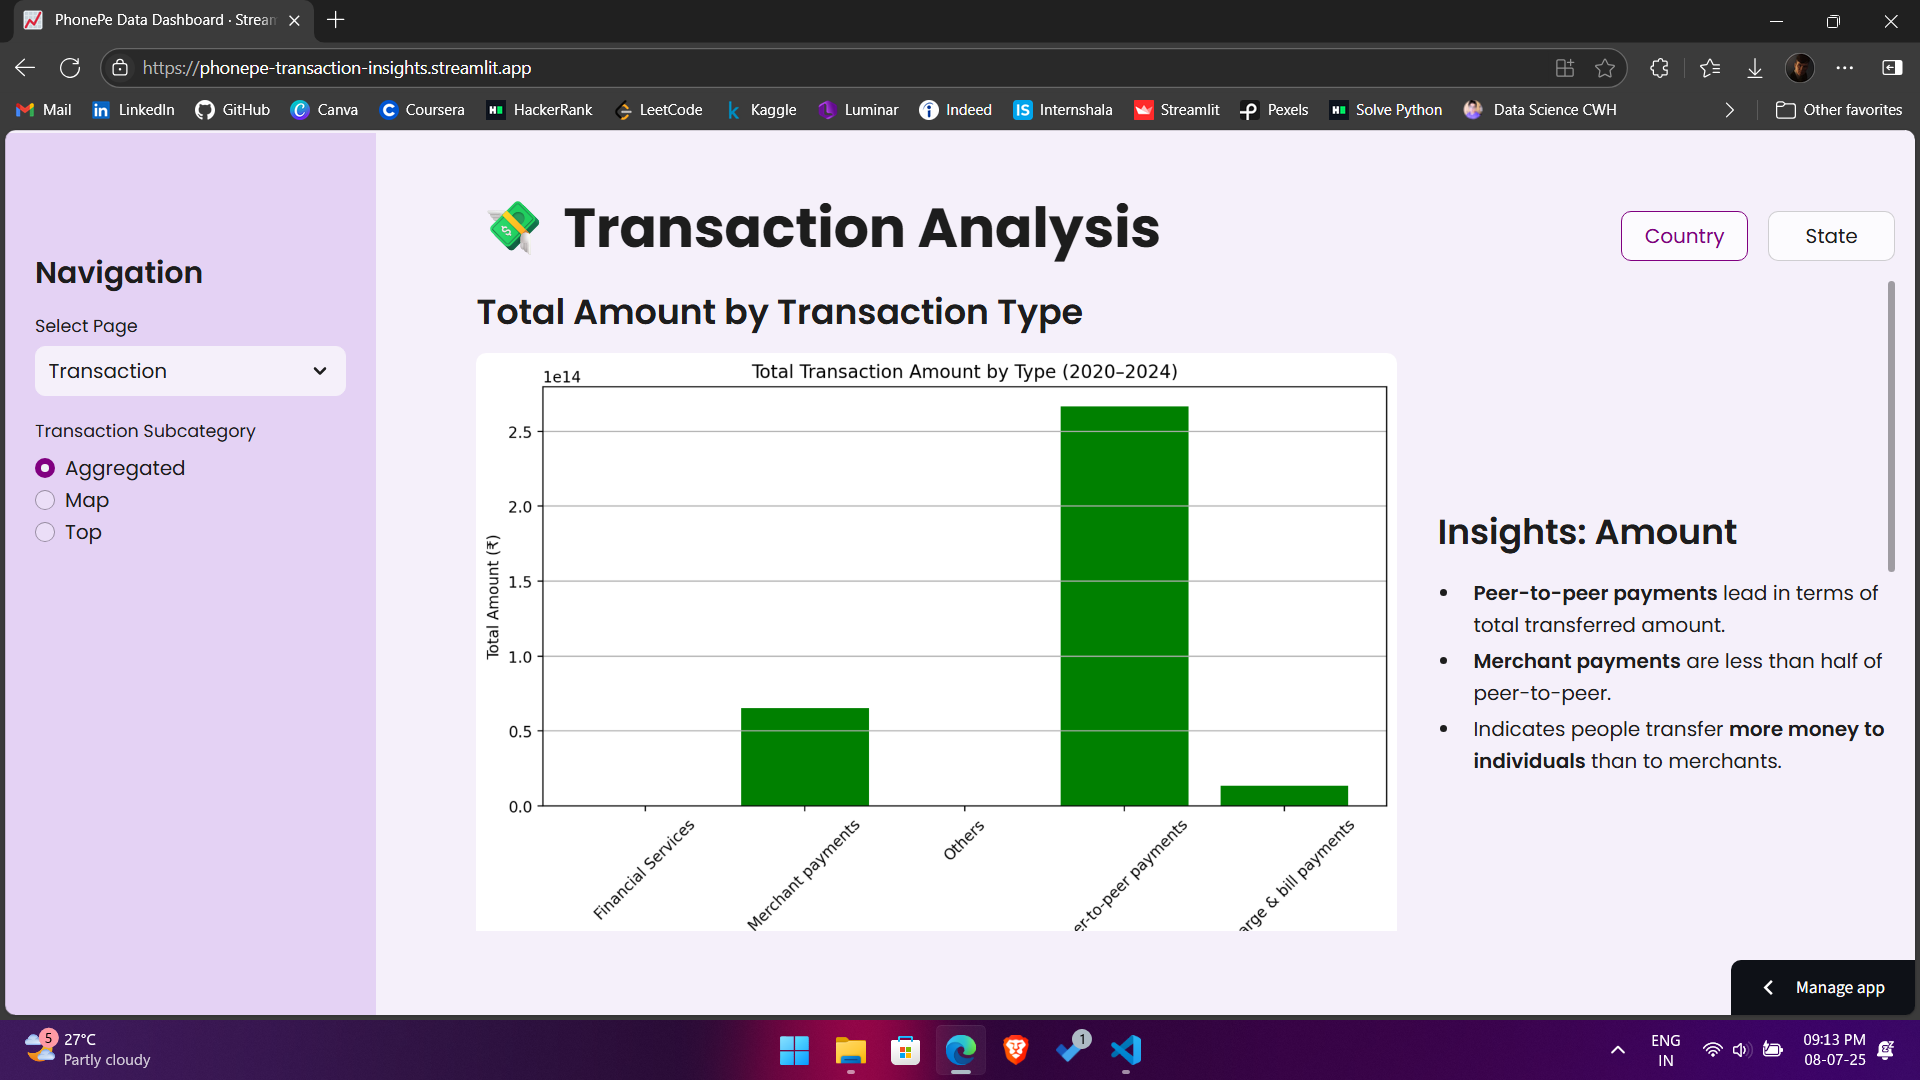 PhonePe Data Dashboard · Stream
https://phonepe-transaction-insights.streamlit.app
Mail LinkedIn GitHub Canva Coursera HackerRank LeetCode Kaggle Luminar Indeed Internshala Streamlit Pexels Solve Python Data Science CWH Other favorites
Navigation
Select Page
Transaction
Transaction Subcategory
Aggregated
Map
Top
Transaction Analysis
Country
State
Total Amount by Transaction Type
Total Transaction Amount by Type (2020–2024)
1e14
2.5
2.0
1.5
1.0
0.5
0.0
Total Amount (₹)
Financial Services
Merchant payments
Others
er-to-peer payments
arge & bill payments
Insights: Amount
• Peer-to-peer payments lead in terms of
total transferred amount.
• Merchant payments are less than half of
peer-to-peer.
• Indicates people transfer more money to
individuals than to merchants.
Manage app
5
27°C
Partly cloudy
1
ENG
IN
09:13 PM
08-07-25